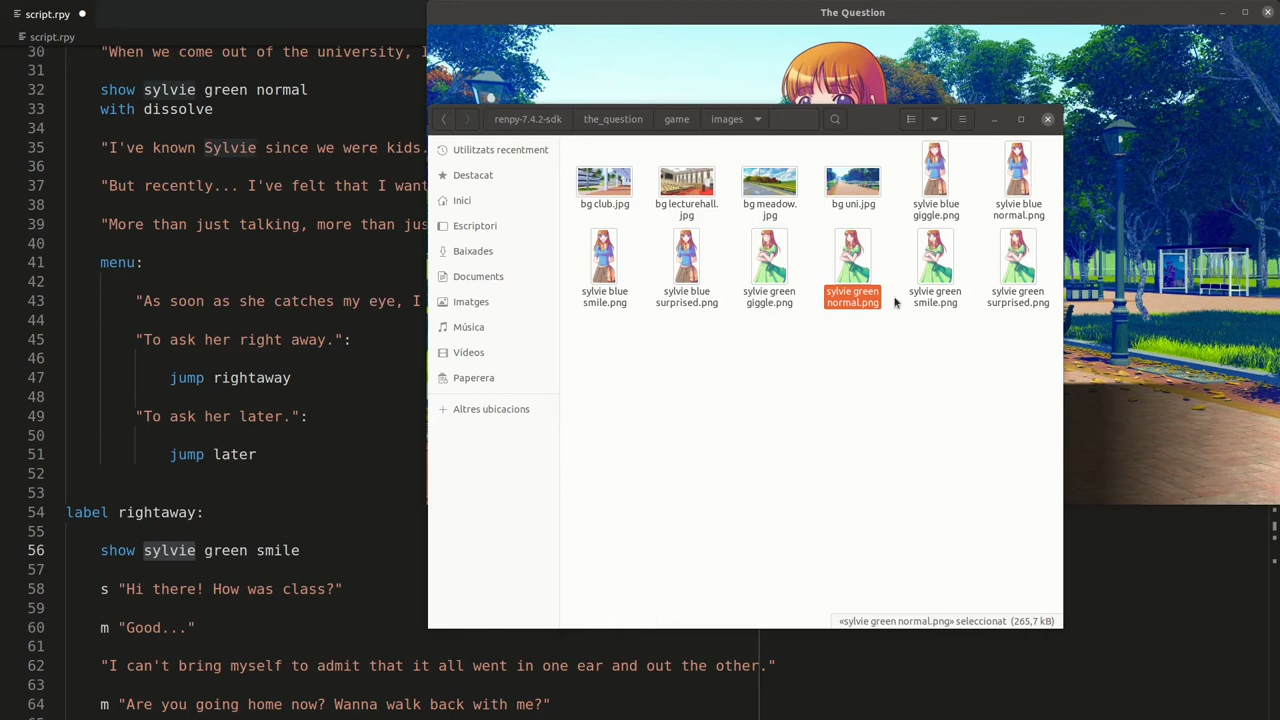 script.rpy
The Question
script.rpy
30 "When we come out of the university, I
31
32 show sylvie green normal
33 with dissolve
34
35 "I've known Sylvie since we were kids.
36
37 "But recently... I've felt that I want
38
39 "More than just talking, more than jus
40
41 menu:
42
43 "As soon as she catches my eye, I
44
45 "To ask her right away.":
46
47 jump rightaway
48
49 "To ask her later.":
50
51 jump later
52
53
54 label rightaway:
55
56 show sylvie green smile
57
58 s "Hi there! How was class?"
59
60 m "Good..."
61
62 "I can't bring myself to admit that it all went in one ear and out the other."
63
64 m "Are you going home now? Wanna walk back with me?"
renpy-7.4.2-sdk the_question game images
Utilitzats recentment
Destacat
Inici
Escriptori
Baixades
Documents
Imatges
Música
Vídeos
Paperera
Altres ubicacions
bg club.jpg
bg lecturehall.
jpg
bg meadow.
jpg
bg uni.jpg
sylvie blue
giggle.png
sylvie blue
normal.png
sylvie blue
smile.png
sylvie blue
surprised.png
sylvie green
giggle.png
sylvie green
normal.png
sylvie green
smile.png
sylvie green
surprised.png
«sylvie green normal.png» seleccionat (265,7 kB)